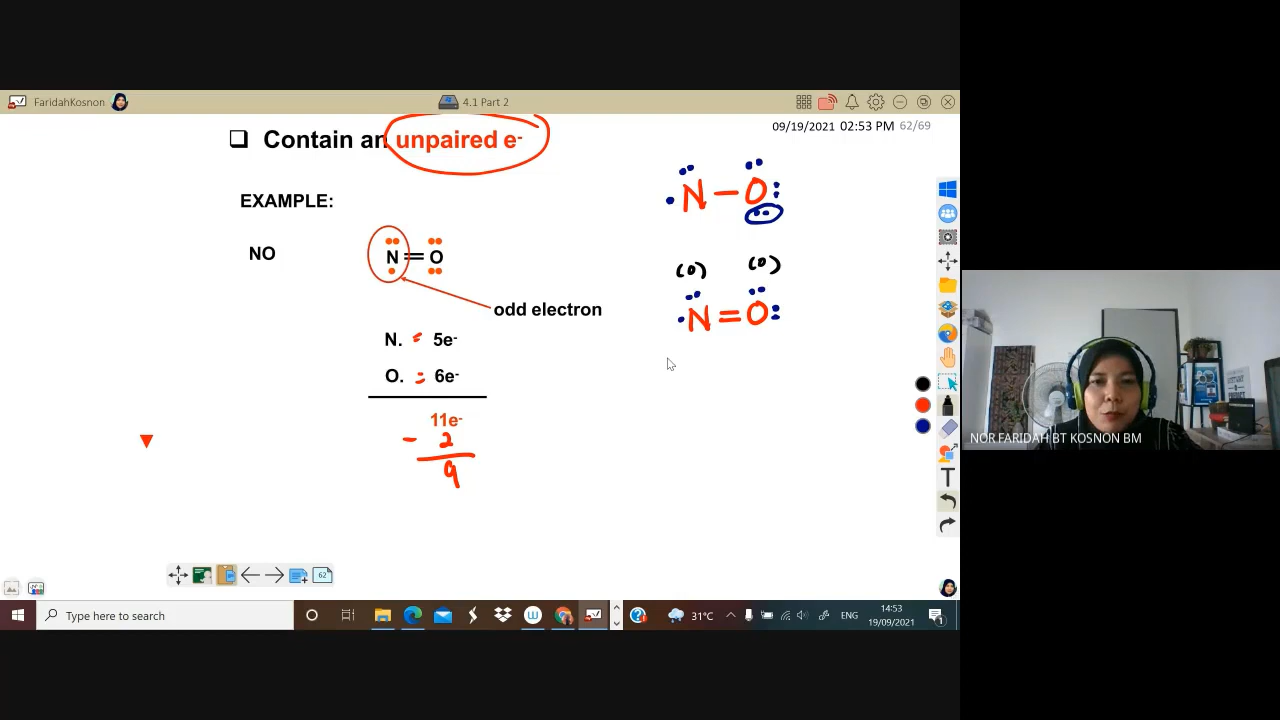 FaridahKosnon
4.1 Part 2
09/19/2021 02:53 PM 62/69
❑ Contain an unpaired e-
EXAMPLE:
NO
N=O
odd electron
N. = 5e-
O. = 6e-
11e-
- 2
9
N-O
(0) (0)
N=O
NOR FARIDAH BT KOSNON BM
T
62
Type here to search
31°C
ENG
14:53
19/09/2021
1